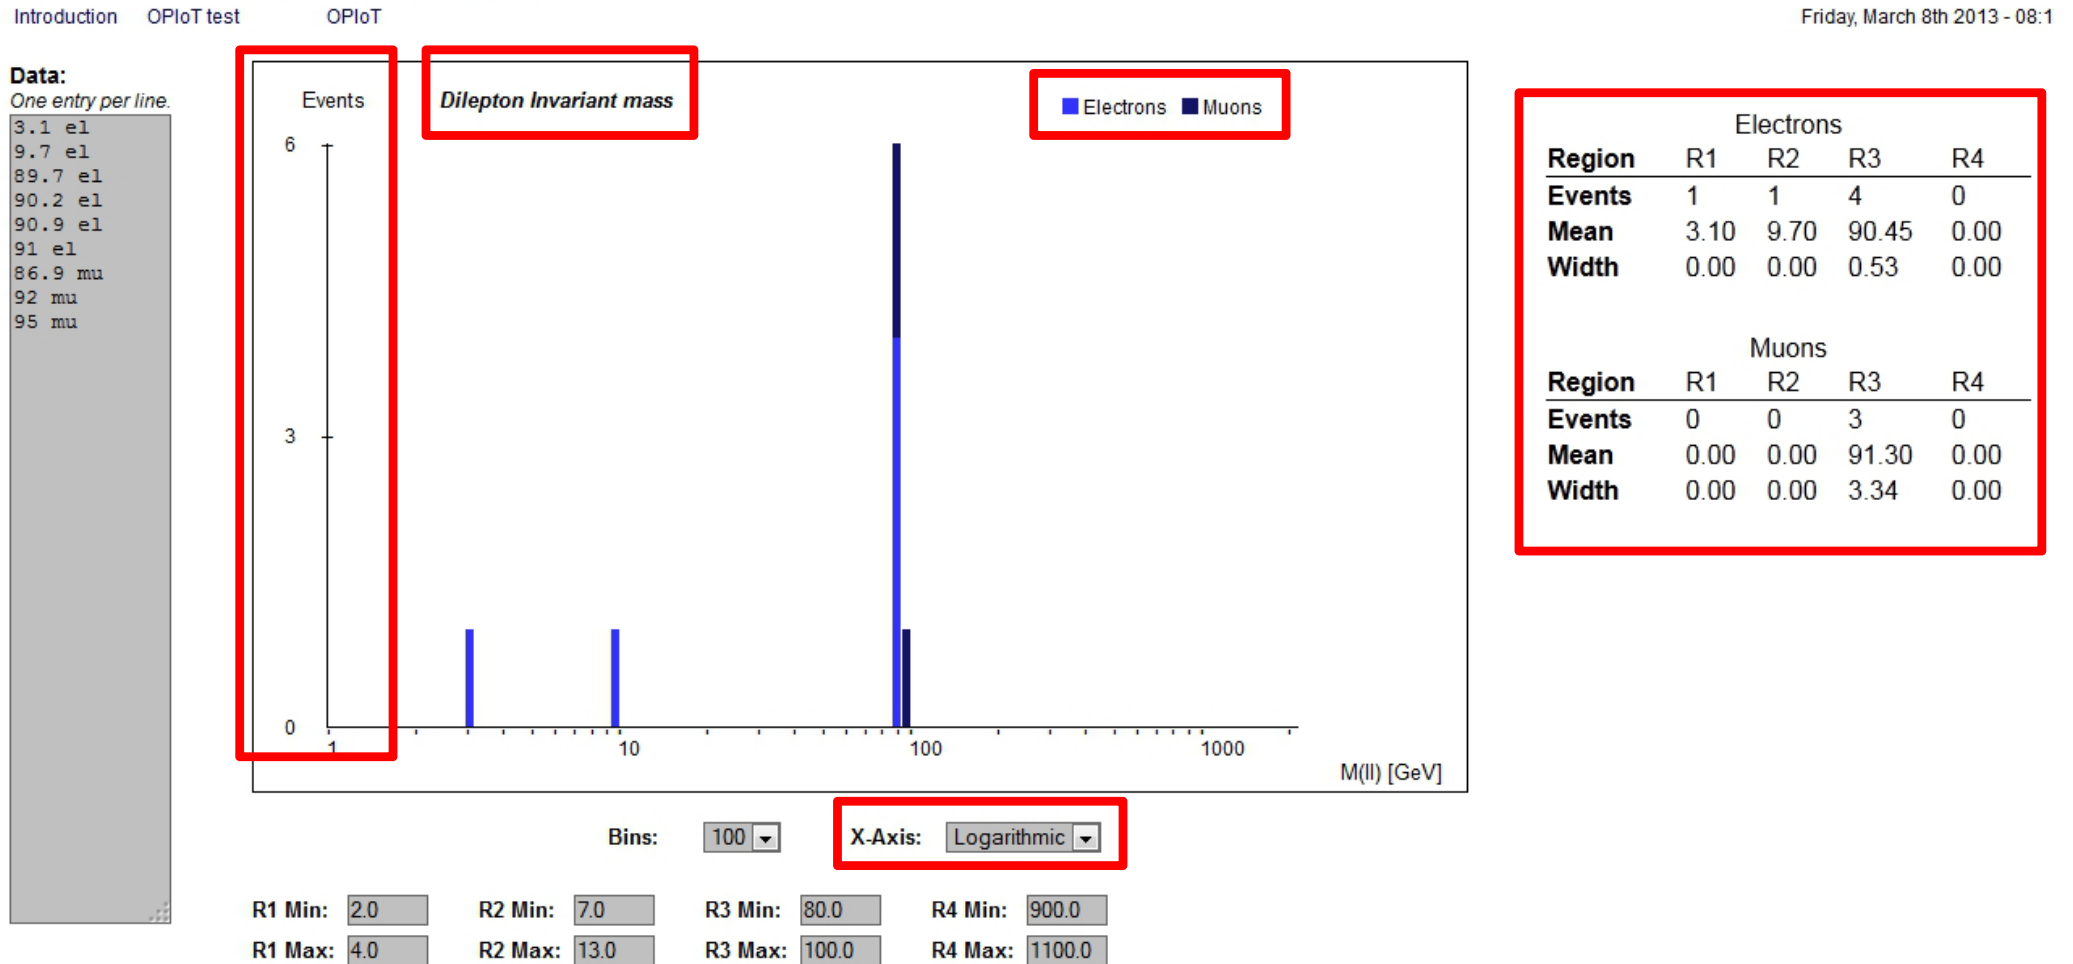 Introduction OPloT test OPloT Friday, March 8th 2013 - 08:1
Data:
One entry per line.
3.1 el
9.7 el
89.7 el
90.2 el
90.9 el
91 el
86.9 mu
92 mu
95 mu
Events
Dilepton Invariant mass
Electrons Muons
6
3
0
1 10 100 1000
M(ll) [GeV]
Electrons
Region R1 R2 R3 R4
Events 1 1 4 0
Mean 3.10 9.70 90.45 0.00
Width 0.00 0.00 0.53 0.00
Muons
Region R1 R2 R3 R4
Events 0 0 3 0
Mean 0.00 0.00 91.30 0.00
Width 0.00 0.00 3.34 0.00
Bins: 100 X-Axis: Logarithmic
R1 Min: 2.0 R2 Min: 7.0 R3 Min: 80.0 R4 Min: 900.0
R1 Max: 4.0 R2 Max: 13.0 R3 Max: 100.0 R4 Max: 1100.0